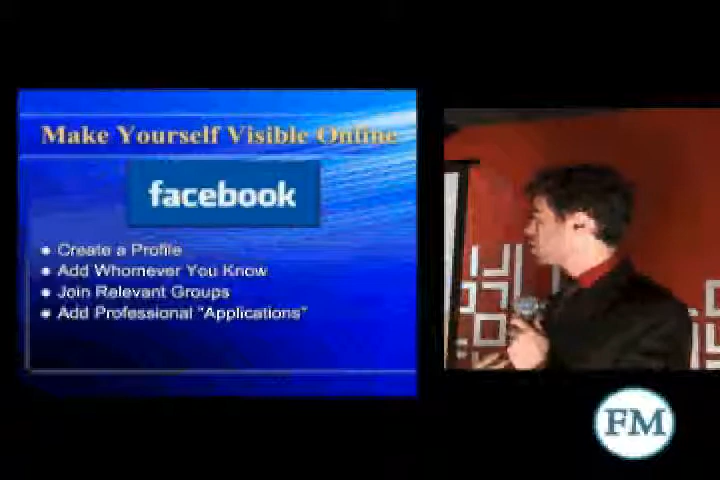 Make Yourself Visible Online
facebook
Create a Profile
Add Whomever You Know
Join Relevant Groups
Add Professional "Applications"
FM